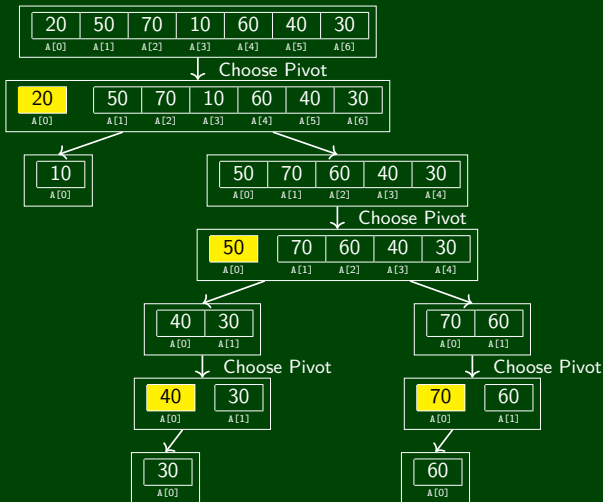 20 50 70 10 60 40 30
A[0] A[1] A[2] A[3] A[4] A[5] A[6]
Choose Pivot
20 50 70 10 60 40 30
A[0] A[1] A[2] A[3] A[4] A[5] A[6]
10 50 70 60 40 30
A[0] A[0] A[1] A[2] A[3] A[4]
Choose Pivot
50 70 60 40 30
A[0] A[1] A[2] A[3] A[4]
40 30 70 60
A[0] A[1] A[0] A[1]
Choose Pivot Choose Pivot
40 30 70 60
A[0] A[1] A[0] A[1]
30 60
A[0] A[0]